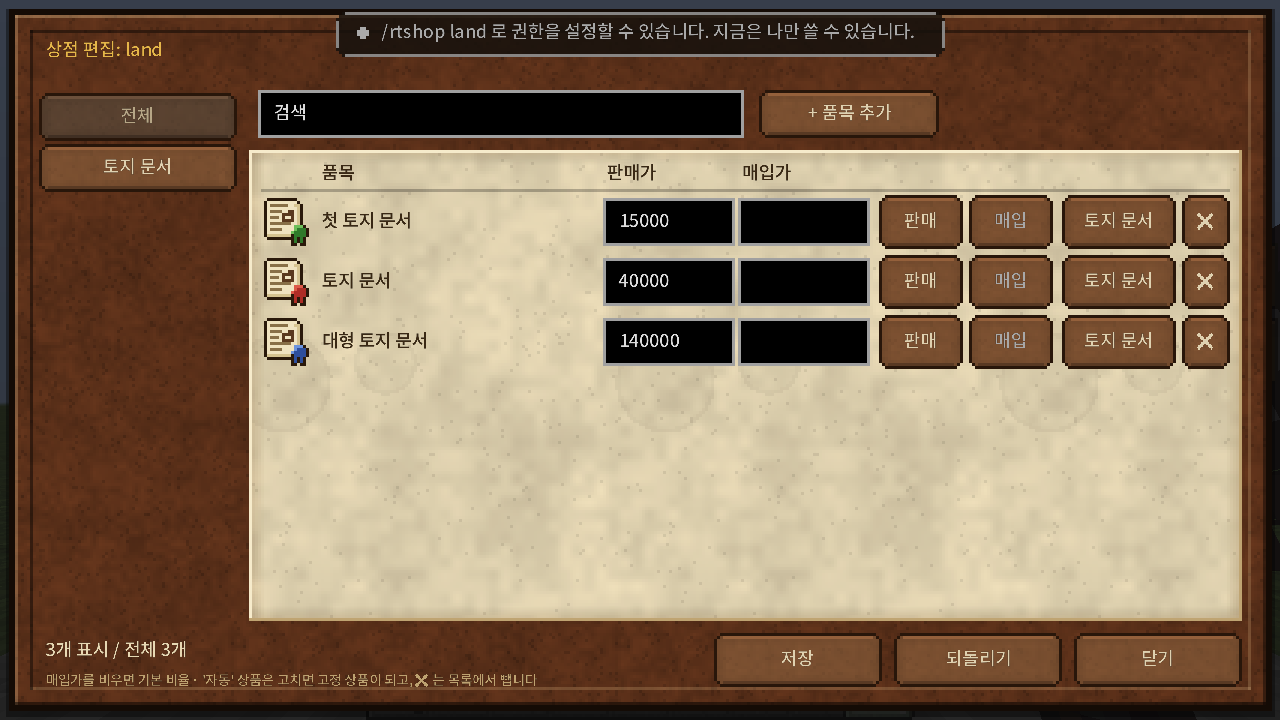 /rtshop land 로 권한을 설정할 수 있습니다. 지금은 나만 쓸 수 있습니다.
상점 편집: land
전체
검색
+ 품목 추가
토지 문서
품목 판매가 매입가
첫 토지 문서 15000 판매 매입 토지 문서
토지 문서 40000 판매 매입 토지 문서
대형 토지 문서 140000 판매 매입 토지 문서
3개 표시 / 전체 3개
저장 되돌리기 닫기
매입가를 비우면 기본 비율 · '자동' 상품은 고치면 고정 상품이 되고, ✕ 는 목록에서 뺍니다